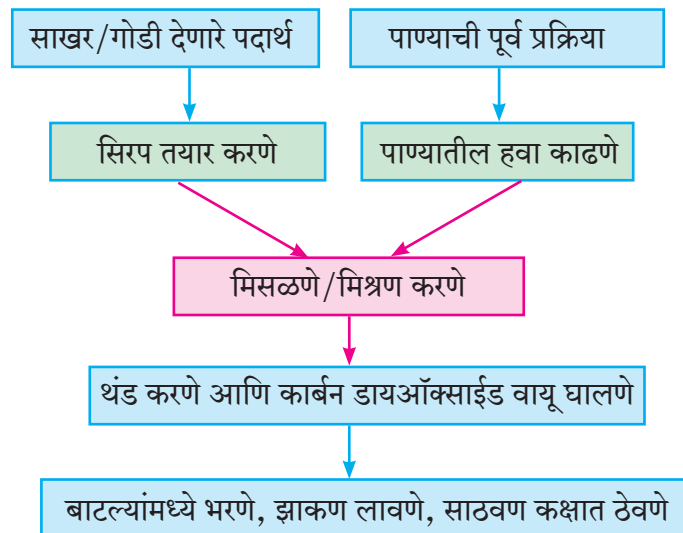 साखर/गोडी देणारे पदार्थ
पाण्याची पूर्व प्रक्रिया
सिरप तयार करणे
पाण्यातील हवा काढणे
मिसळणे/मिश्रण करणे
थंड करणे आणि कार्बन डायऑक्साईड वायू घालणे
बाटल्यांमध्ये भरणे, झाकण लावणे, साठवण कक्षात ठेवणे